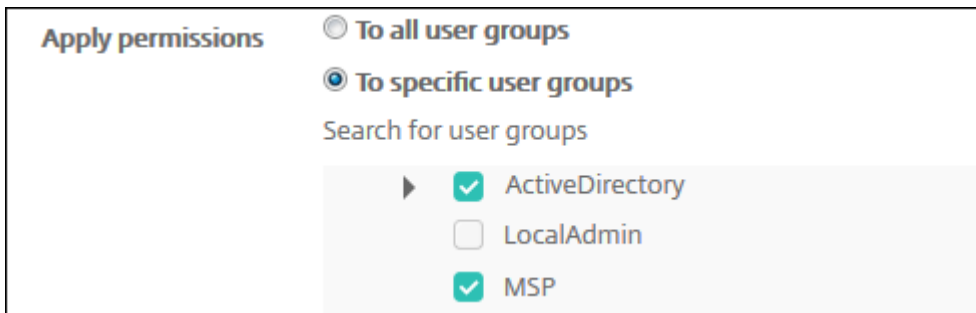 Apply permissions
To all user groups
To specific user groups
Search for user groups
ActiveDirectory
LocalAdmin
MSP